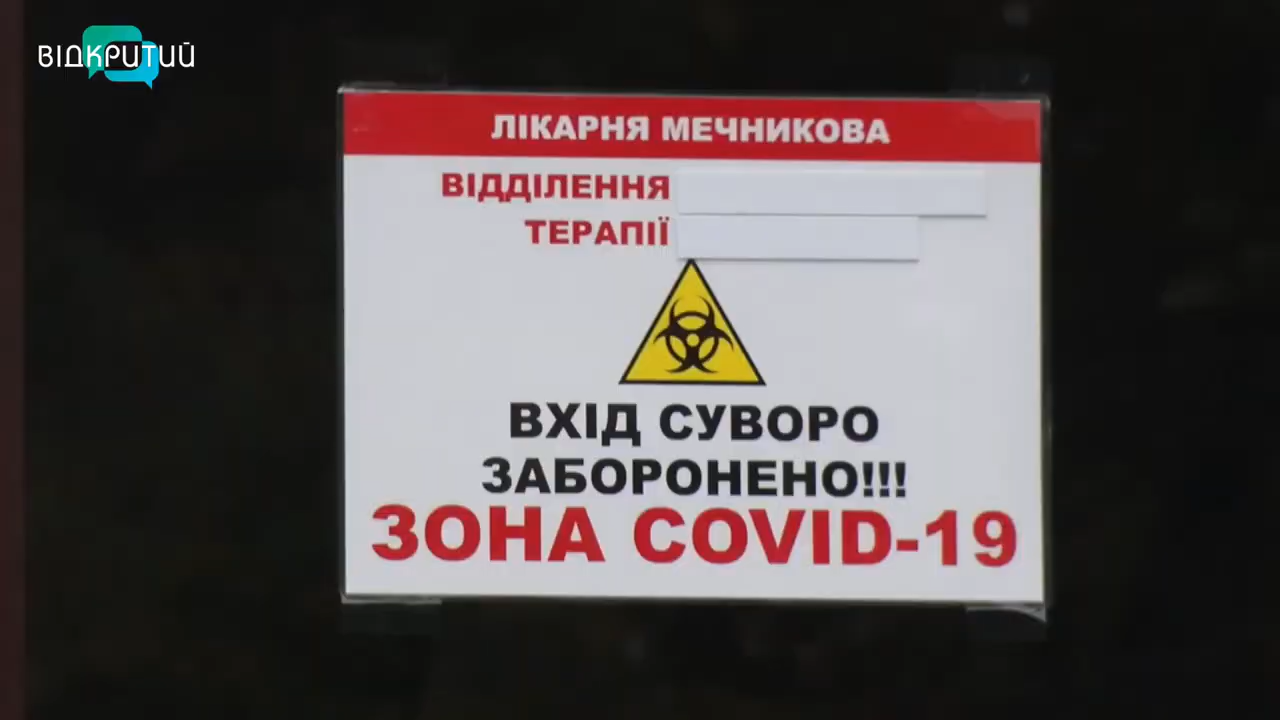 ВІДКРИТИЙ
ЛІКАРНЯ МЕЧНИКОВА
ВІДДІЛЕННЯ
ТЕРАПІЇ
ВХІД СУВОРО
ЗАБОРОНЕНО!!!
ЗОНА COVID-19